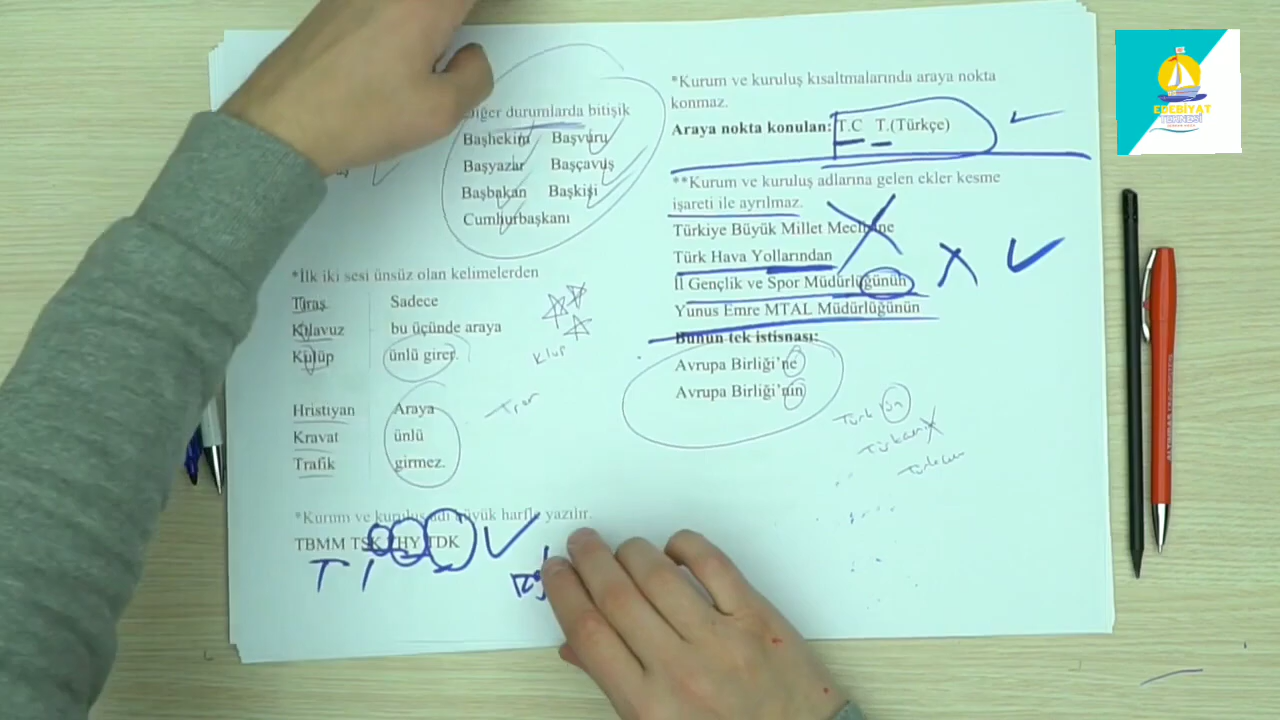 Diğer durumlarda bitişik
Başhekim Başvuru
Başyazar Başçavuş
Başbakan Başkişi
Cumhurbaşkanı
*İlk iki sesi ünsüz olan kelimelerden
Tıraş Sadece
Kılavuz bu üçünde araya
Kulüp ünlü girer.
Klüp
Hristiyan Araya
Kravat ünlü
Trafik girmez.
*Kurum ve kuruluş adı büyük harfle yazılır.
TBMM TSK THY TDK
*Kurum ve kuruluş kısaltmalarında araya nokta
konmaz.
Araya nokta konulan: T.C T.(Türkçe)
**Kurum ve kuruluş adlarına gelen ekler kesme
işareti ile ayrılmaz.
Türkiye Büyük Millet Meclisine
Türk Hava Yollarından
İl Gençlik ve Spor Müdürlüğünün
Yunus Emre MTAL Müdürlüğünün
Bunun tek istisnası:
Avrupa Birliği'ne
Avrupa Birliği'nin
EDEBİYAT
TEKNESİ